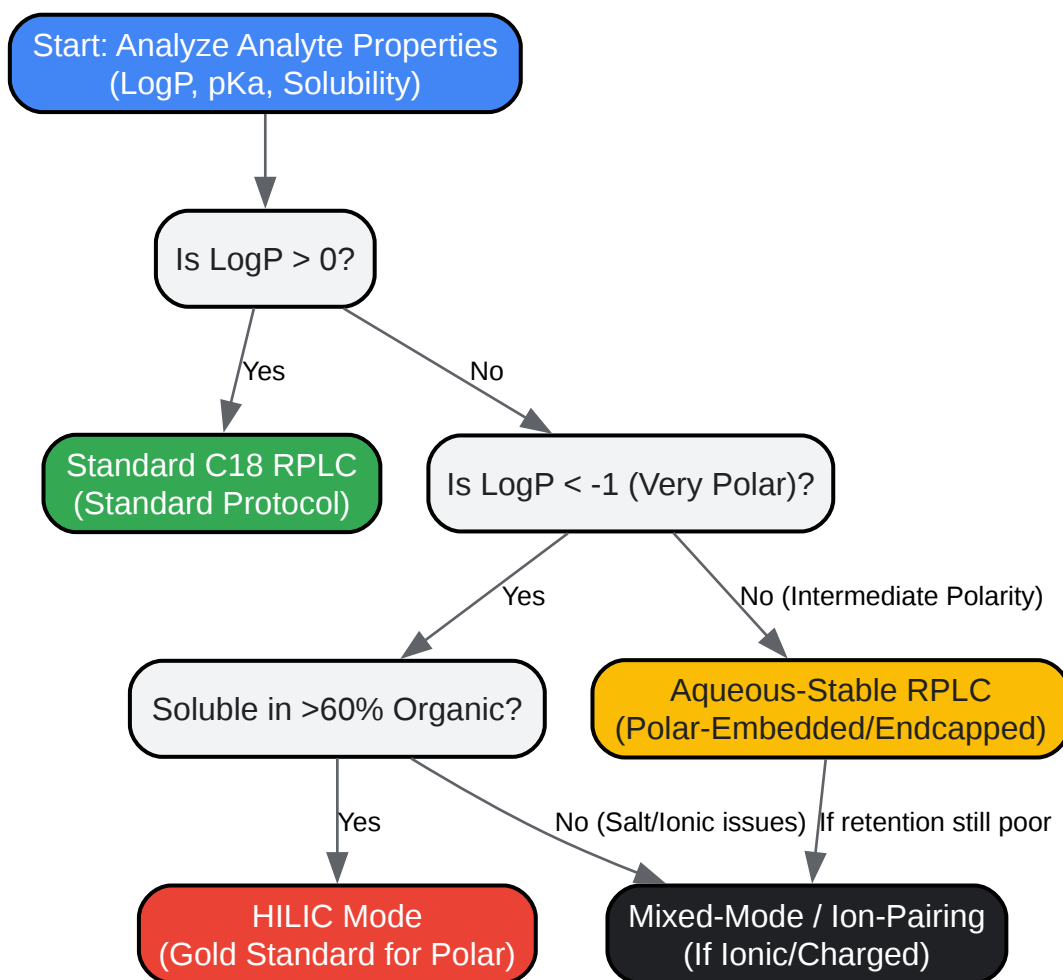 Start: Analyze Analyte Properties
(LogP, pKa, Solubility)
Is LogP > 0?
Yes
No
Standard C18 RPLC
(Standard Protocol)
Is LogP < -1 (Very Polar)?
Yes
No (Intermediate Polarity)
Soluble in >60% Organic?
Aqueous-Stable RPLC
(Polar-Embedded/Endcapped)
Yes
No (Salt/Ionic issues)
If retention still poor
HILIC Mode
(Gold Standard for Polar)
Mixed-Mode / Ion-Pairing
(If Ionic/Charged)